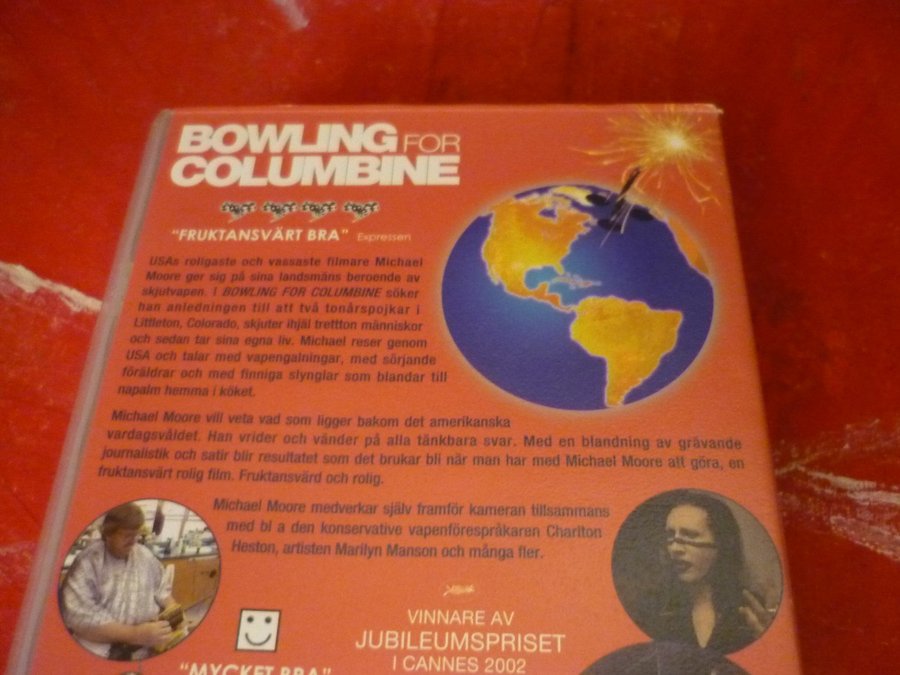 BOWLING FOR
COLUMBINE
"FRUKTANSVÄRT BRA" Expressen
USAs roligaste och vassaste filmare Michael
Moore ger sig på sina landsmäns beroende av
skjutvapen. I BOWLING FOR COLUMBINE söker
han anledningen till att två tonårspojkar i
Littleton, Colorado, skjuter ihjäl trettton människor
och sedan tar sina egna liv. Michael reser genom
USA och talar med vapengalningar, med sörjande
föräldrar och med finniga slynglar som blandar till
napalm hemma i köket.
Michael Moore vill veta vad som ligger bakom det amerikanska
vardagsvåldet. Han vrider och vänder på alla tänkbara svar. Med en blandning av grävande
journalistik och satir blir resultatet som det brukar bli när man har med Michael Moore att göra, en
fruktansvärt rolig film. Fruktansvärd och rolig.
Michael Moore medverkar själv framför kameran tillsammans
med bl a den konservative vapenförespråkaren Charlton
Heston, artisten Marilyn Manson och många fler.
VINNARE AV
JUBILEUMSPRISET
I CANNES 2002
"MYCKET BRA"